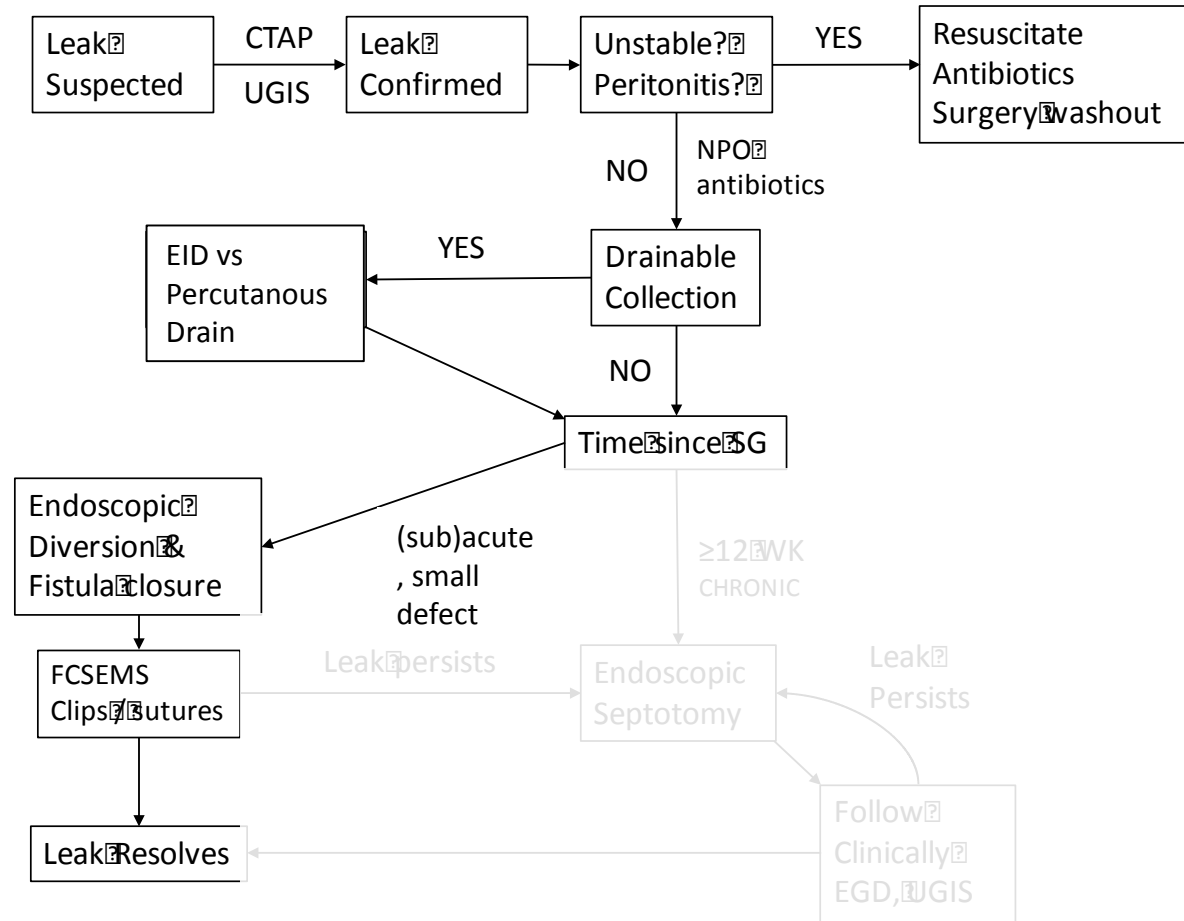 Leak
Suspected
CTAP
UGIS
Leak
Confirmed
Unstable?
Peritonitis?
YES
Resuscitate
Antibiotics
Surgery washout
NO
NPO
antibiotics
Drainable
Collection
YES
EID vs
Percutanous
Drain
NO
Time since SG
Endoscopic
Diversion &
Fistula closure
(sub)acute
, small
defect
≥12 WK
CHRONIC
FCSEMS
Clips / sutures
Leak persists
Endoscopic
Septotomy
Leak
Persists
Leak Resolves
Follow
Clinically
EGD, UGIS